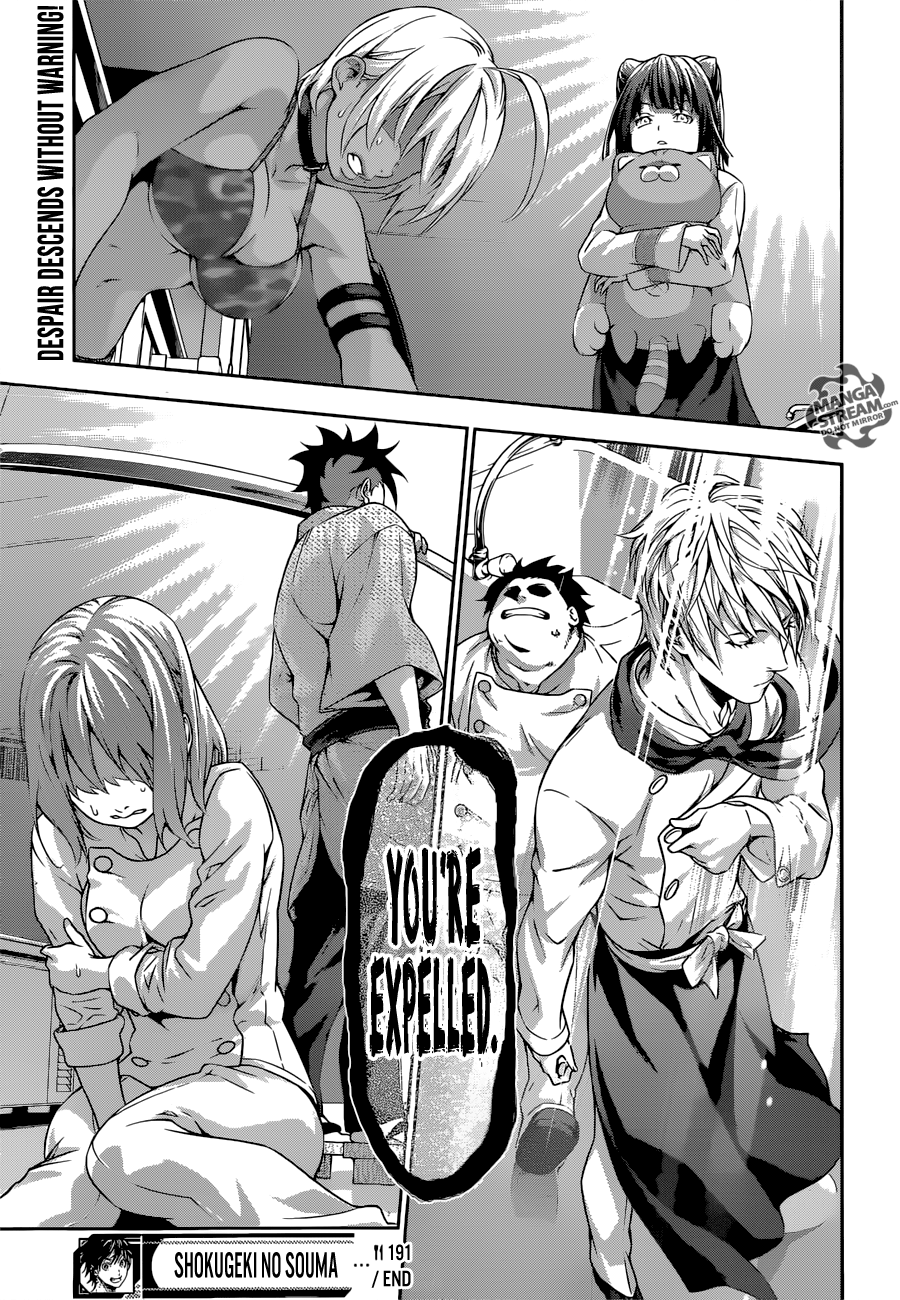 DESPAIR DESCENDS WITHOUT WARNING!
MANGA
STREAM.com
DO NOT MIRROR
YOU'RE
EXPELLED.
SHOKUGEKI NO SOUMA
... 191
/ END